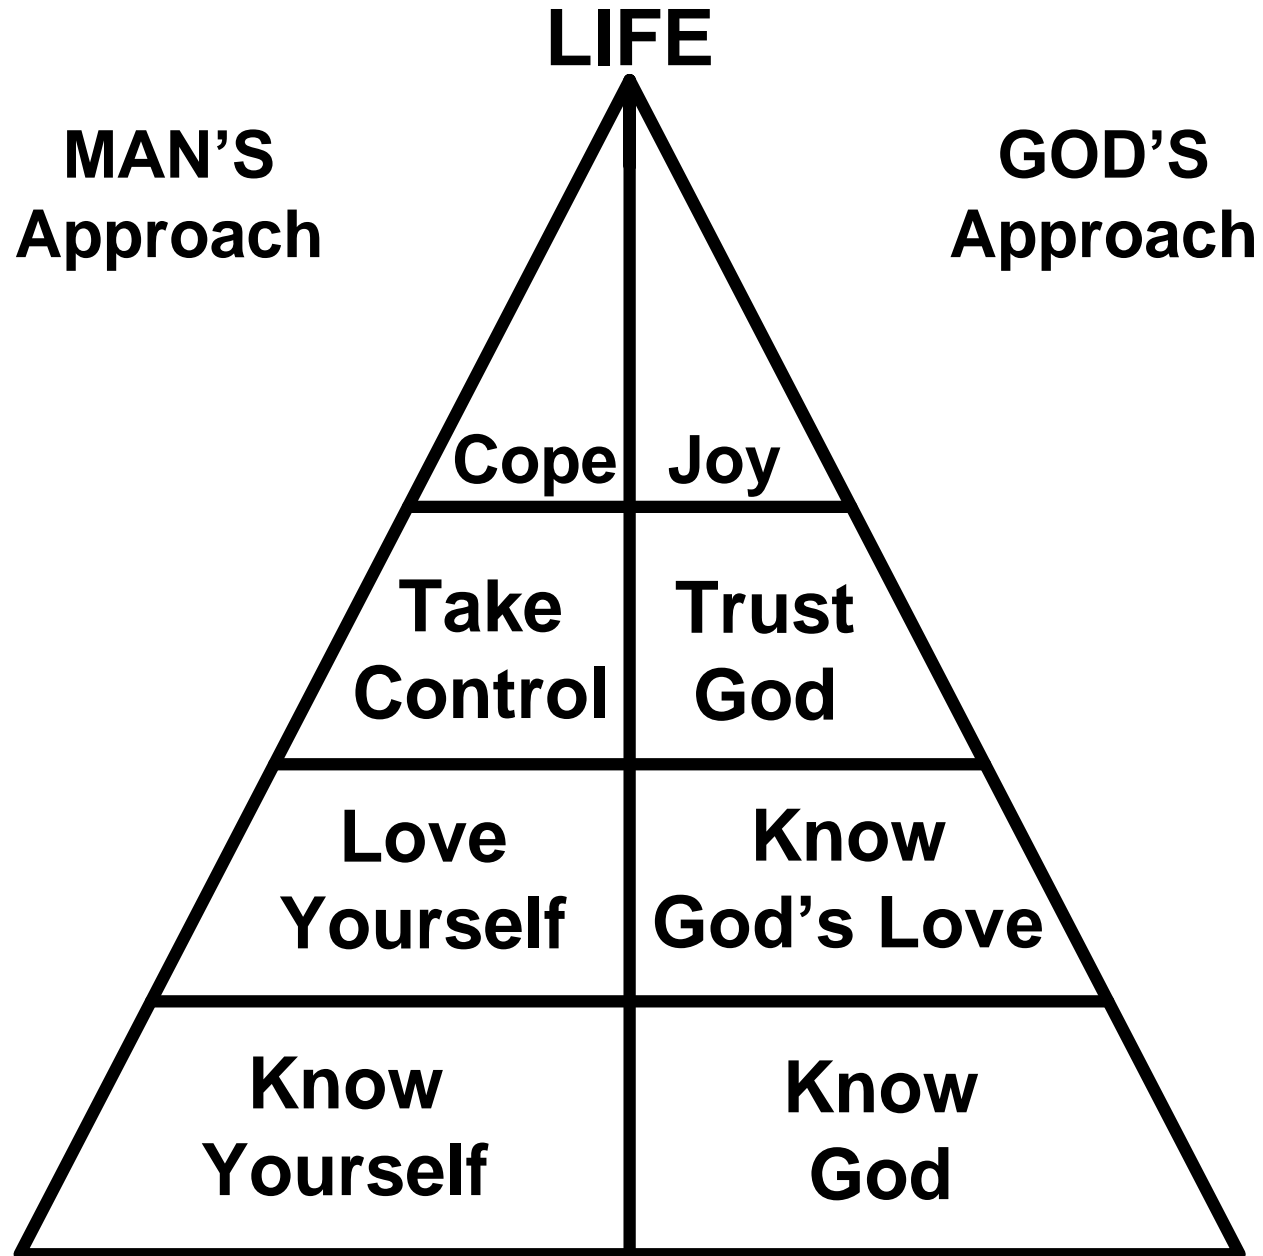 LIFE
MAN’S
Approach
GOD’S
Approach
Cope
Joy
Take
Control
Trust
God
Love
Yourself
Know
God’s Love
Know
Yourself
Know
God